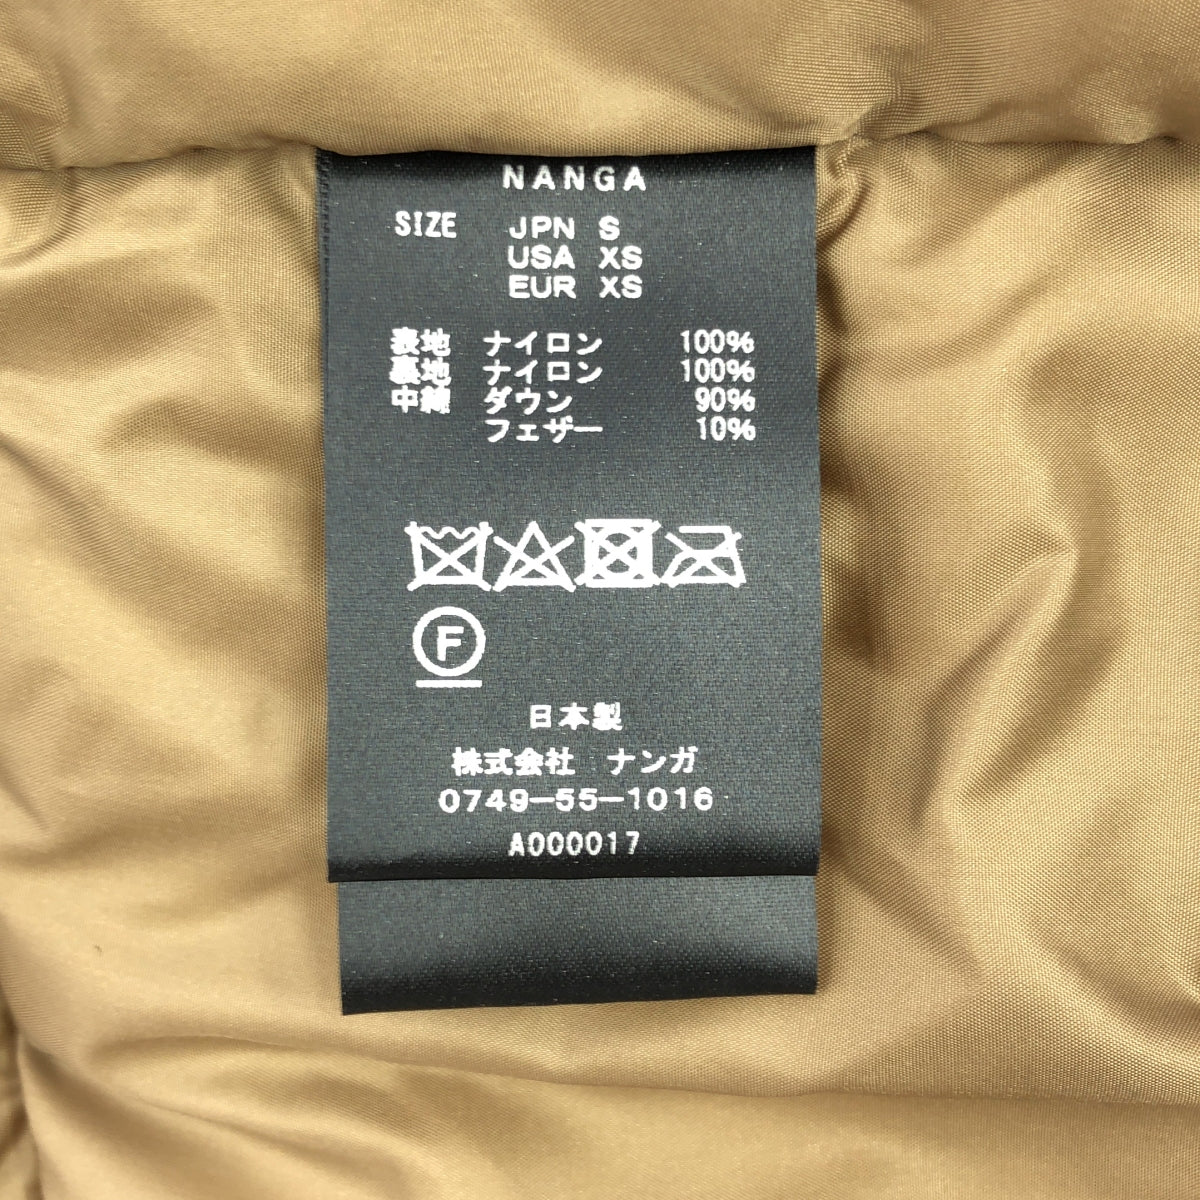 NANGA
SIZE JPN S
USA XS
EUR XS
表地 ナイロン 100%
裏地 ナイロン 100%
中綿 ダウン 90%
フェザー 10%
F
日本製
株式会社 ナンガ
0749-55-1016
A000017